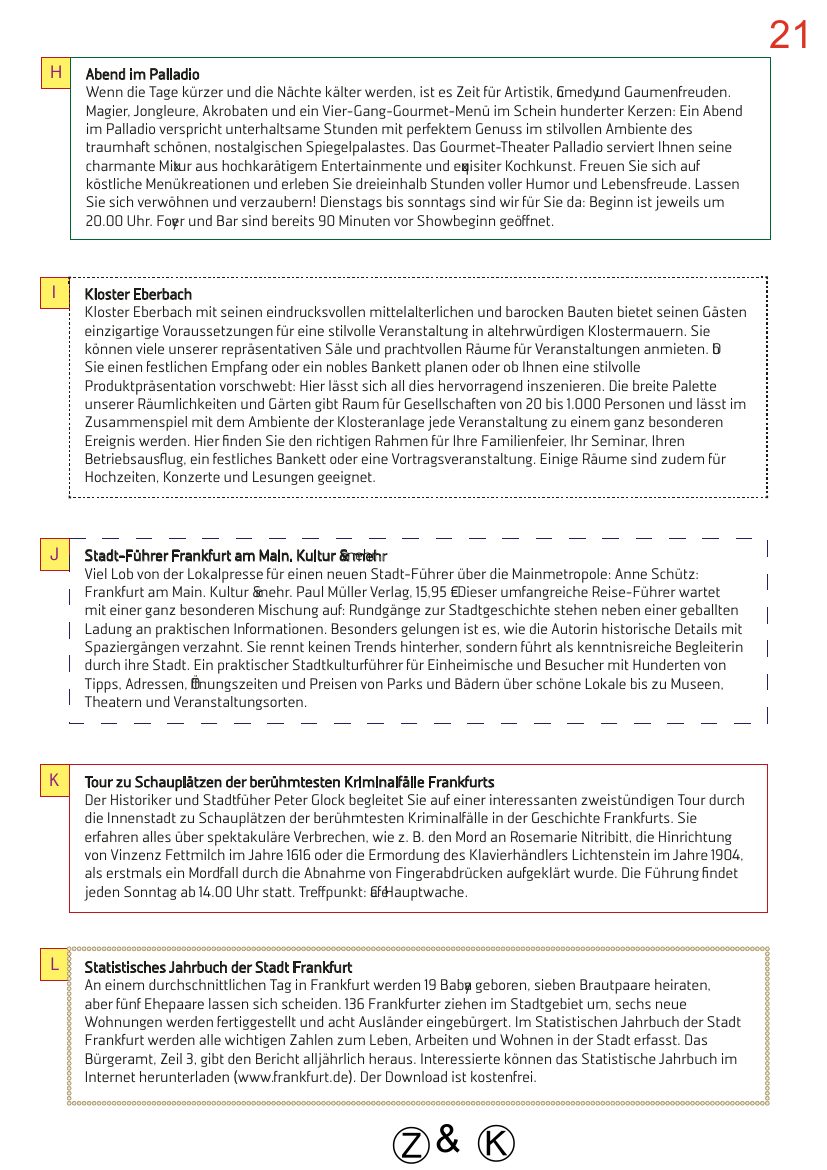 21
H
Abend im Palladio
Wenn die Tage kürzer und die Nächte kälter werden, ist es Zeit für Artistik, Comedy und Gaumenfreuden.
Magier, Jongleure, Akrobaten und ein Vier-Gang-Gourmet-Menü im Schein hunderter Kerzen: Ein Abend
im Palladio verspricht unterhaltsame Stunden mit perfektem Genuss im stilvollen Ambiente des
traumhaft schönen, nostalgischen Spiegelpalastes. Das Gourmet-Theater Palladio serviert Ihnen seine
charmante Mixtur aus hochkarätigem Entertainmente und exquisiter Kochkunst. Freuen Sie sich auf
köstliche Menükreationen und erleben Sie dreieinhalb Stunden voller Humor und Lebensfreude. Lassen
Sie sich verwöhnen und verzaubern! Dienstags bis sonntags sind wir für Sie da: Beginn ist jeweils um
20.00 Uhr. Foyer und Bar sind bereits 90 Minuten vor Showbeginn geöffnet.
I
Kloster Eberbach
Kloster Eberbach mit seinen eindrucksvollen mittelalterlichen und barocken Bauten bietet seinen Gästen
einzigartige Voraussetzungen für eine stilvolle Veranstaltung in altehrwürdigen Klostermauern. Sie
können viele unserer repräsentativen Säle und prachtvollen Räume für Veranstaltungen anmieten. Ob
Sie einen festlichen Empfang oder ein nobles Bankett planen oder ob Ihnen eine stilvolle
Produktpräsentation vorschwebt: Hier lässt sich all dies hervorragend inszenieren. Die breite Palette
unserer Räumlichkeiten und Gärten gibt Raum für Gesellschaften von 20 bis 1.000 Personen und lässt im
Zusammenspiel mit dem Ambiente der Klosteranlage jede Veranstaltung zu einem ganz besonderen
Ereignis werden. Hier finden Sie den richtigen Rahmen für Ihre Familienfeier, Ihr Seminar, Ihren
Betriebsausflug, ein festliches Bankett oder eine Vortragsveranstaltung. Einige Räume sind zudem für
Hochzeiten, Konzerte und Lesungen geeignet.
J
Stadt-Führer Frankfurt am Main. Kultur & mehr
Viel Lob von der Lokalpresse für einen neuen Stadt-Führer über die Mainmetropole: Anne Schütz:
Frankfurt am Main. Kultur & mehr. Paul Müller Verlag, 15,95 € Dieser umfangreiche Reise-Führer wartet
mit einer ganz besonderen Mischung auf: Rundgänge zur Stadtgeschichte stehen neben einer geballten
Ladung an praktischen Informationen. Besonders gelungen ist es, wie die Autorin historische Details mit
Spaziergängen verzahnt. Sie rennt keinen Trends hinterher, sondern führt als kenntnisreiche Begleiterin
durch ihre Stadt. Ein praktischer Stadtkulturführer für Einheimische und Besucher mit Hunderten von
Tipps, Adressen, Öffnungszeiten und Preisen von Parks und Bädern über schöne Lokale bis zu Museen,
Theatern und Veranstaltungsorten.
K
Tour zu Schauplätzen der berühmtesten Kriminalfälle Frankfurts
Der Historiker und Stadtfüher Peter Glock begleitet Sie auf einer interessanten zweistündigen Tour durch
die Innenstadt zu Schauplätzen der berühmtesten Kriminalfälle in der Geschichte Frankfurts. Sie
erfahren alles über spektakuläre Verbrechen, wie z. B. den Mord an Rosemarie Nitribitt, die Hinrichtung
von Vinzenz Fettmilch im Jahre 1616 oder die Ermordung des Klavierhändlers Lichtenstein im Jahre 1904,
als erstmals ein Mordfall durch die Abnahme von Fingerabdrücken aufgeklärt wurde. Die Führung findet
jeden Sonntag ab 14.00 Uhr statt. Treffpunkt: Café Hauptwache.
L
Statistisches Jahrbuch der Stadt Frankfurt
An einem durchschnittlichen Tag in Frankfurt werden 19 Babys geboren, sieben Brautpaare heiraten,
aber fünf Ehepaare lassen sich scheiden. 136 Frankfurter ziehen im Stadtgebiet um, sechs neue
Wohnungen werden fertiggestellt und acht Ausländer eingebürgert. Im Statistischen Jahrbuch der Stadt
Frankfurt werden alle wichtigen Zahlen zum Leben, Arbeiten und Wohnen in der Stadt erfasst. Das
Bürgeramt, Zeil 3, gibt den Bericht alljährlich heraus. Interessierte können das Statistische Jahrbuch im
Internet herunterladen (www.frankfurt.de). Der Download ist kostenfrei.
Z & K